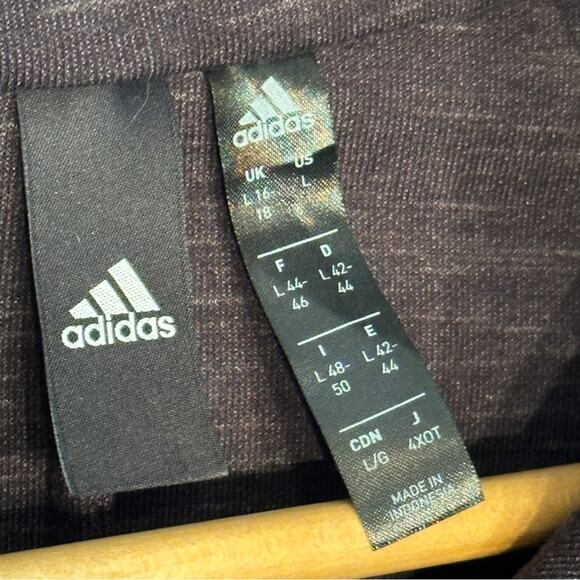 adidas
adidas
UK US
L 16- L
18
F D
L 44- L 42-
46 44
I E
L 48- L 42-
50 44
CDN J
L/G 4XOT
MADE IN
INDONESIA